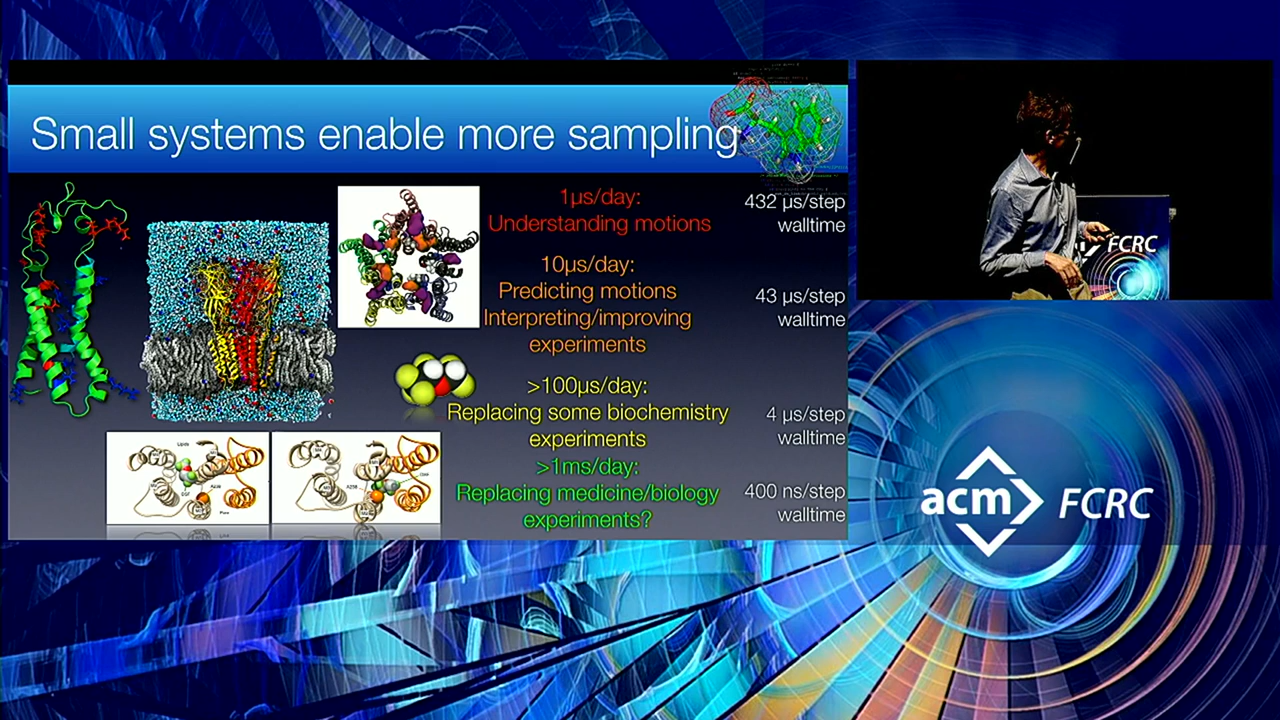 Small systems enable more sampling
1µs/day:
Understanding motions
432 µs/step
walltime
10µs/day:
Predicting motions
Interpreting/improving
experiments
43 µs/step
walltime
>100µs/day:
Replacing some biochemistry
experiments
4 µs/step
walltime
>1ms/day:
Replacing medicine/biology
experiments?
400 ns/step
walltime
FCRC
acm FCRC